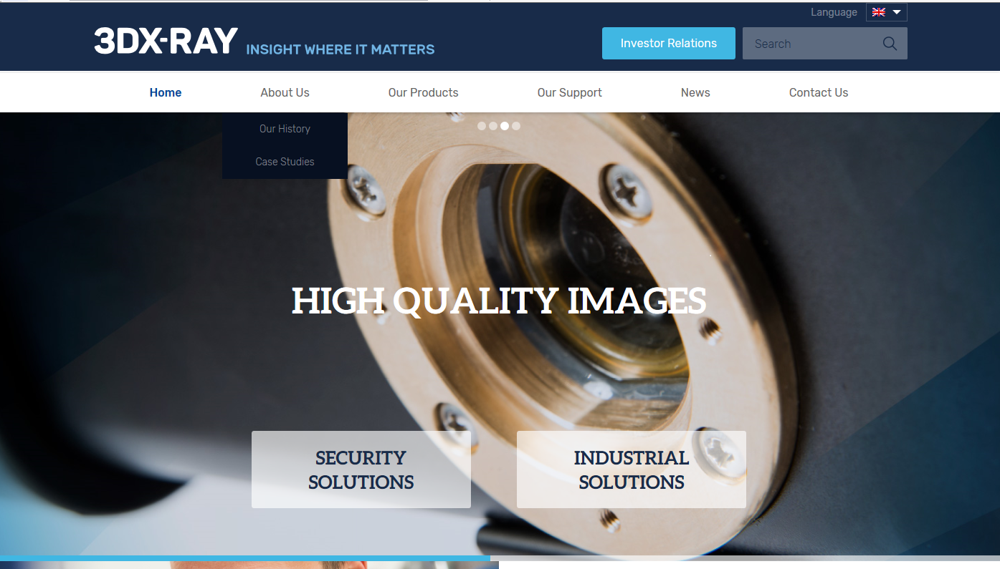 Language
3DX-RAY INSIGHT WHERE IT MATTERS
Investor Relations
Search
Home About Us Our Products Our Support News Contact Us
Our History
Case Studies
HIGH QUALITY IMAGES
SECURITY
SOLUTIONS
INDUSTRIAL
SOLUTIONS